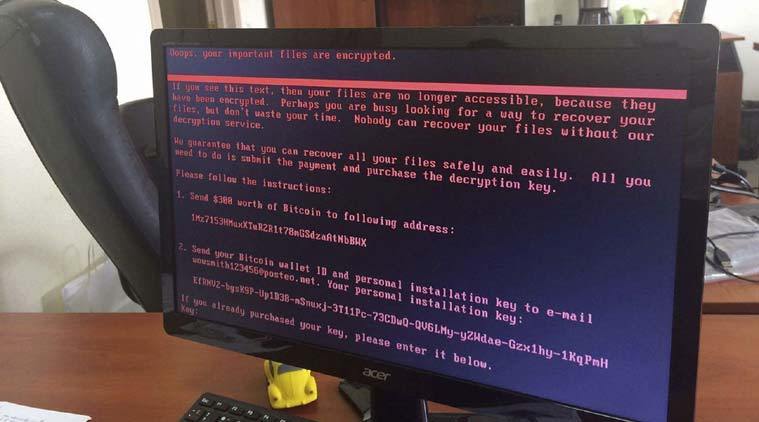 Ooops, your important files are encrypted.
If you see this text, then your files are no longer accessible, because they
have been encrypted. Perhaps you are busy looking for a way to recover your
files, but don't waste your time. Nobody can recover your files without our
decryption service.
We guarantee that you can recover all your files safely and easily. All you
need to do is submit the payment and purchase the decryption key.
Please follow the instructions:
1. Send $300 worth of Bitcoin to following address:
1Mz7153HMuxXTuR2R1t78mGSdzaAtNbBWX
2. Send your Bitcoin wallet ID and personal installation key to e-mail
wowsmith123456@posteo.net. Your personal installation key:
EfRMV2-bgsK9P-Up1B38-mSnuxj-3T11Pc-73CDwQ-QV6LMy-yZWdae-Gzx1hy-1KqPmH
If you already purchased your key, please enter it below.
Key:
acer